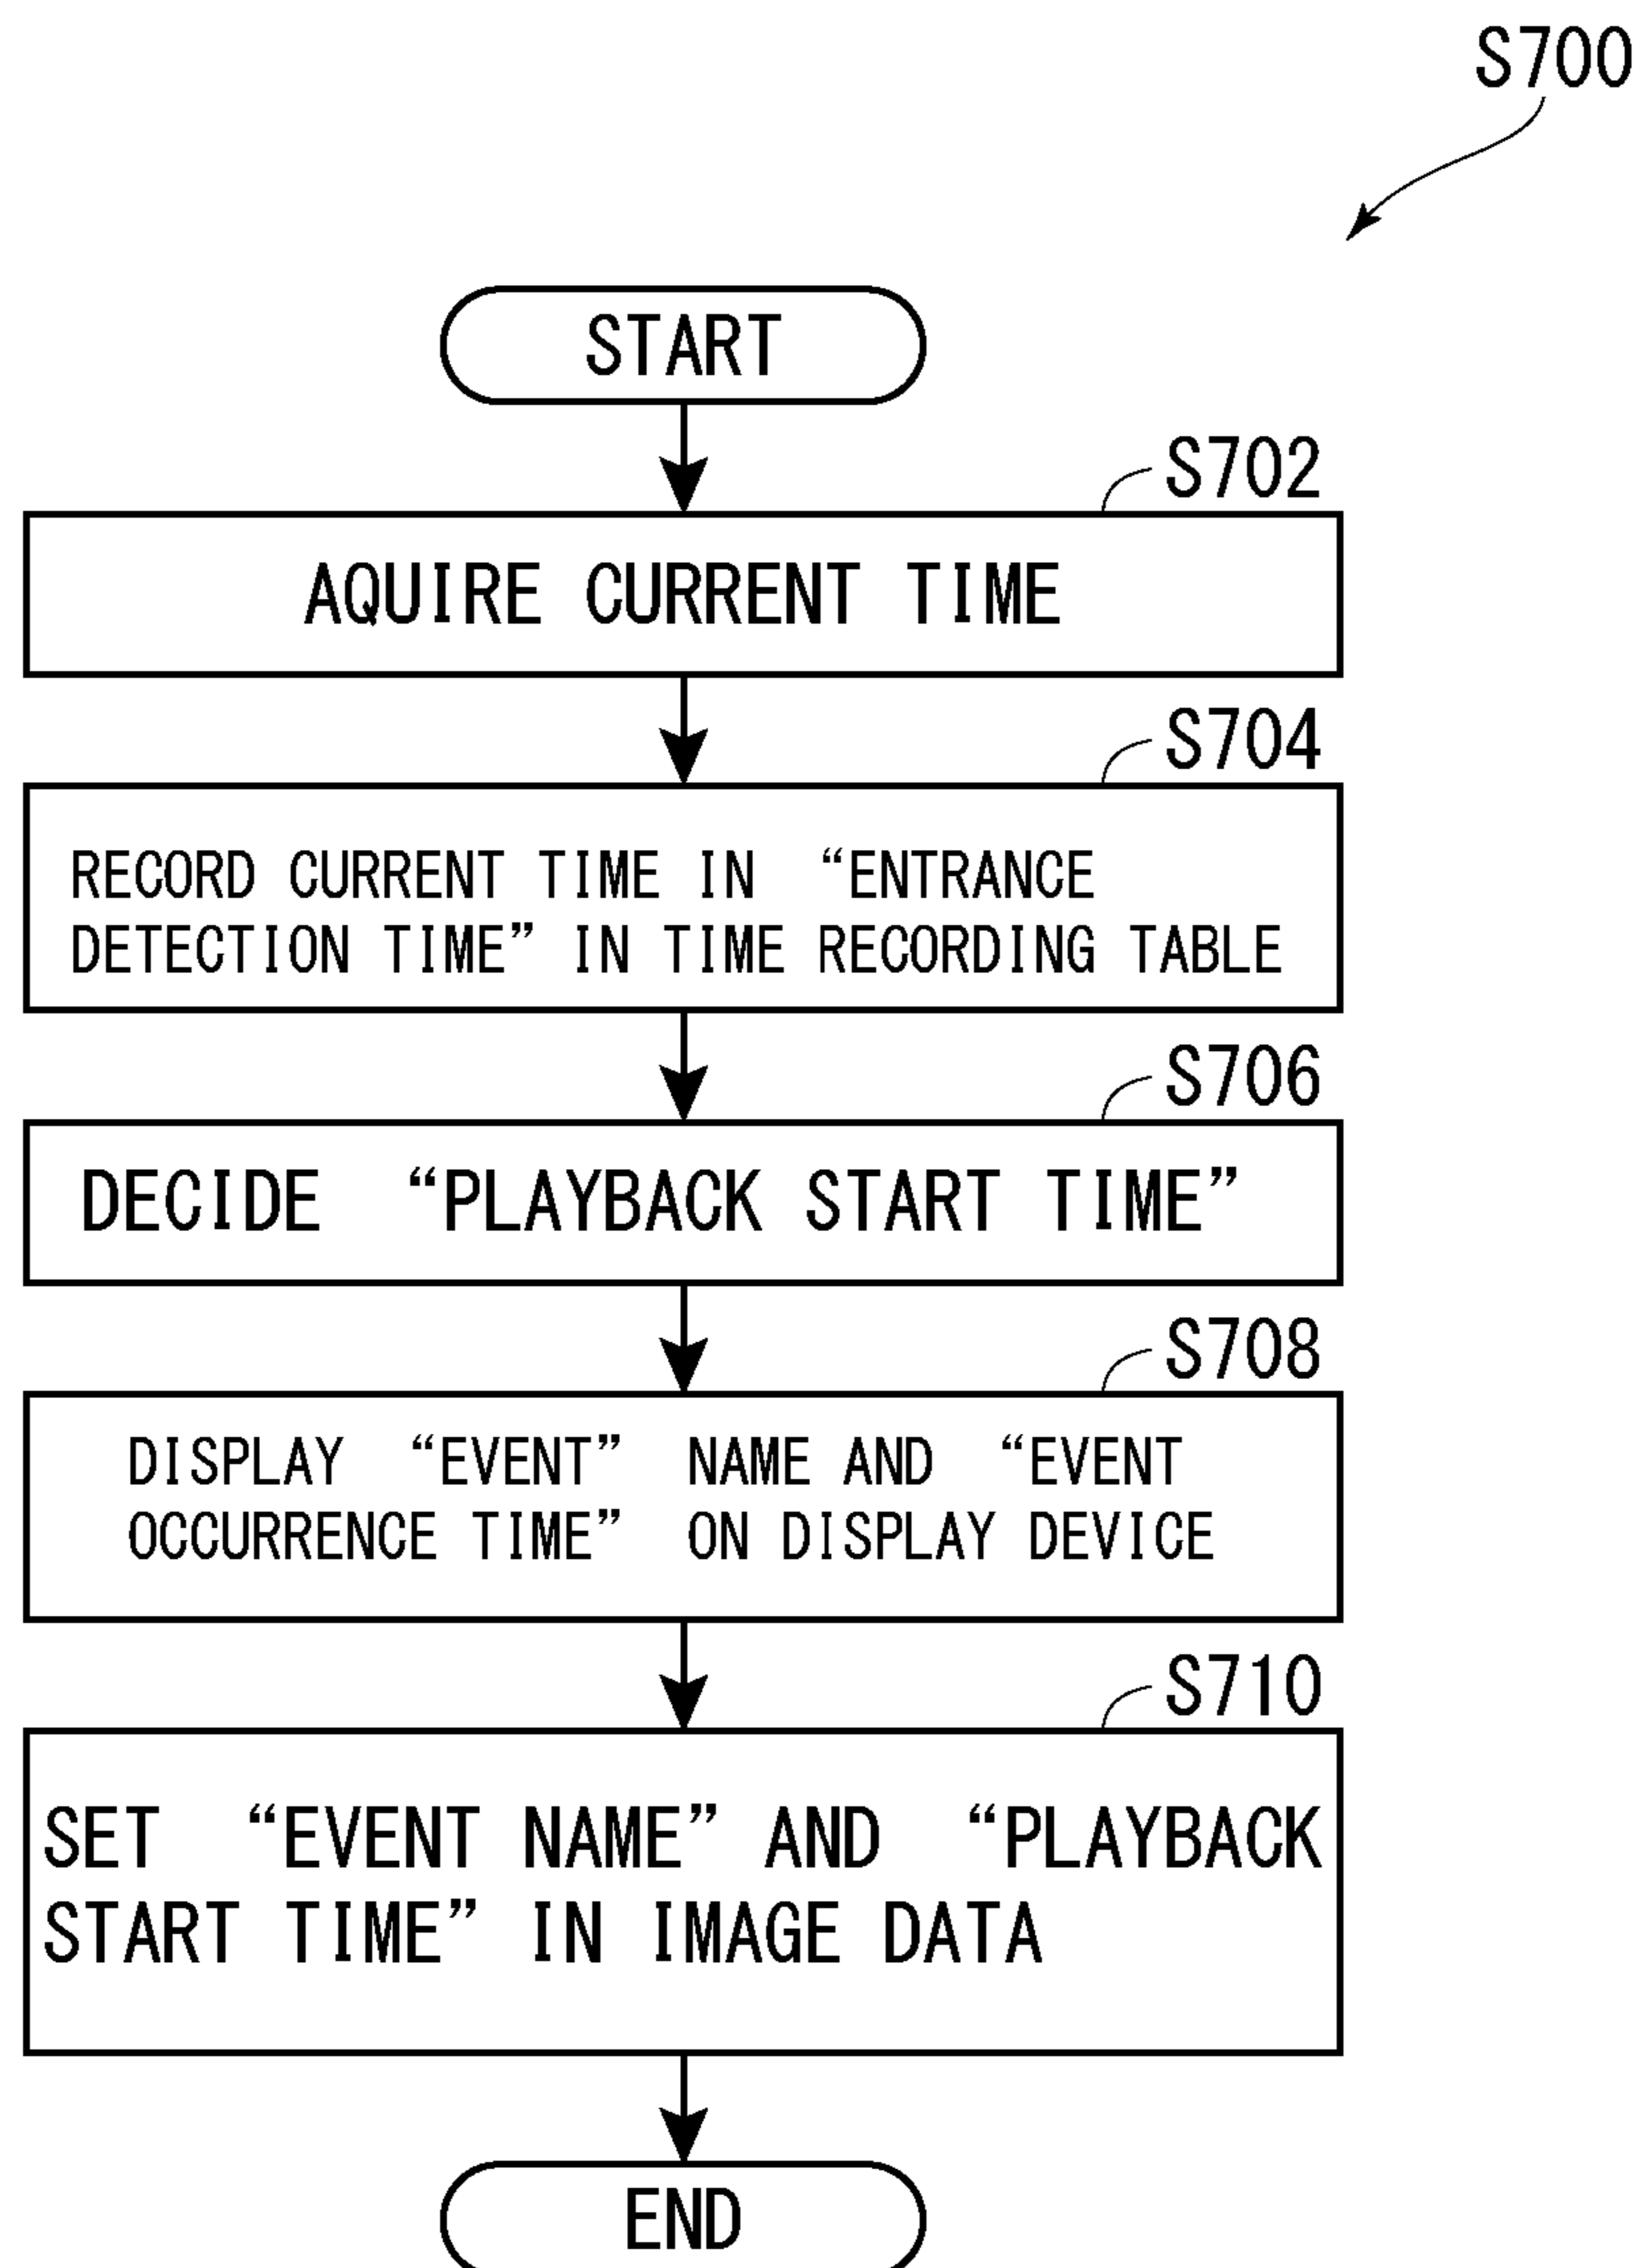 S700
START
S702
AQUIRE CURRENT TIME
S704
RECORD CURRENT TIME IN “ENTRANCE
DETECTION TIME” IN TIME RECORDING TABLE
S706
DECIDE “PLAYBACK START TIME”
S708
DISPLAY “EVENT” NAME AND “EVENT
OCCURRENCE TIME” ON DISPLAY DEVICE
S710
SET “EVENT NAME” AND “PLAYBACK
START TIME” IN IMAGE DATA
END